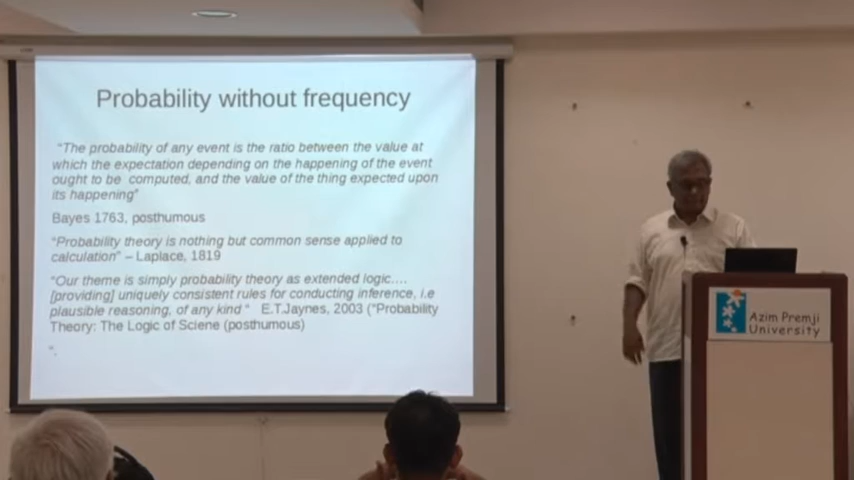 Probability without frequency
"The probability of any event is the ratio between the value at
which the expectation depending on the happening of the event
ought to be computed, and the value of the thing expected upon
its happening"
Bayes 1763, posthumous
"Probability theory is nothing but common sense applied to
calculation" – Laplace, 1819
"Our theme is simply probability theory as extended logic….
[providing] uniquely consistent rules for conducting inference, i.e
plausible reasoning, of any kind " E.T.Jaynes, 2003 ("Probability
Theory: The Logic of Sciene (posthumous)
Azim Premji
University